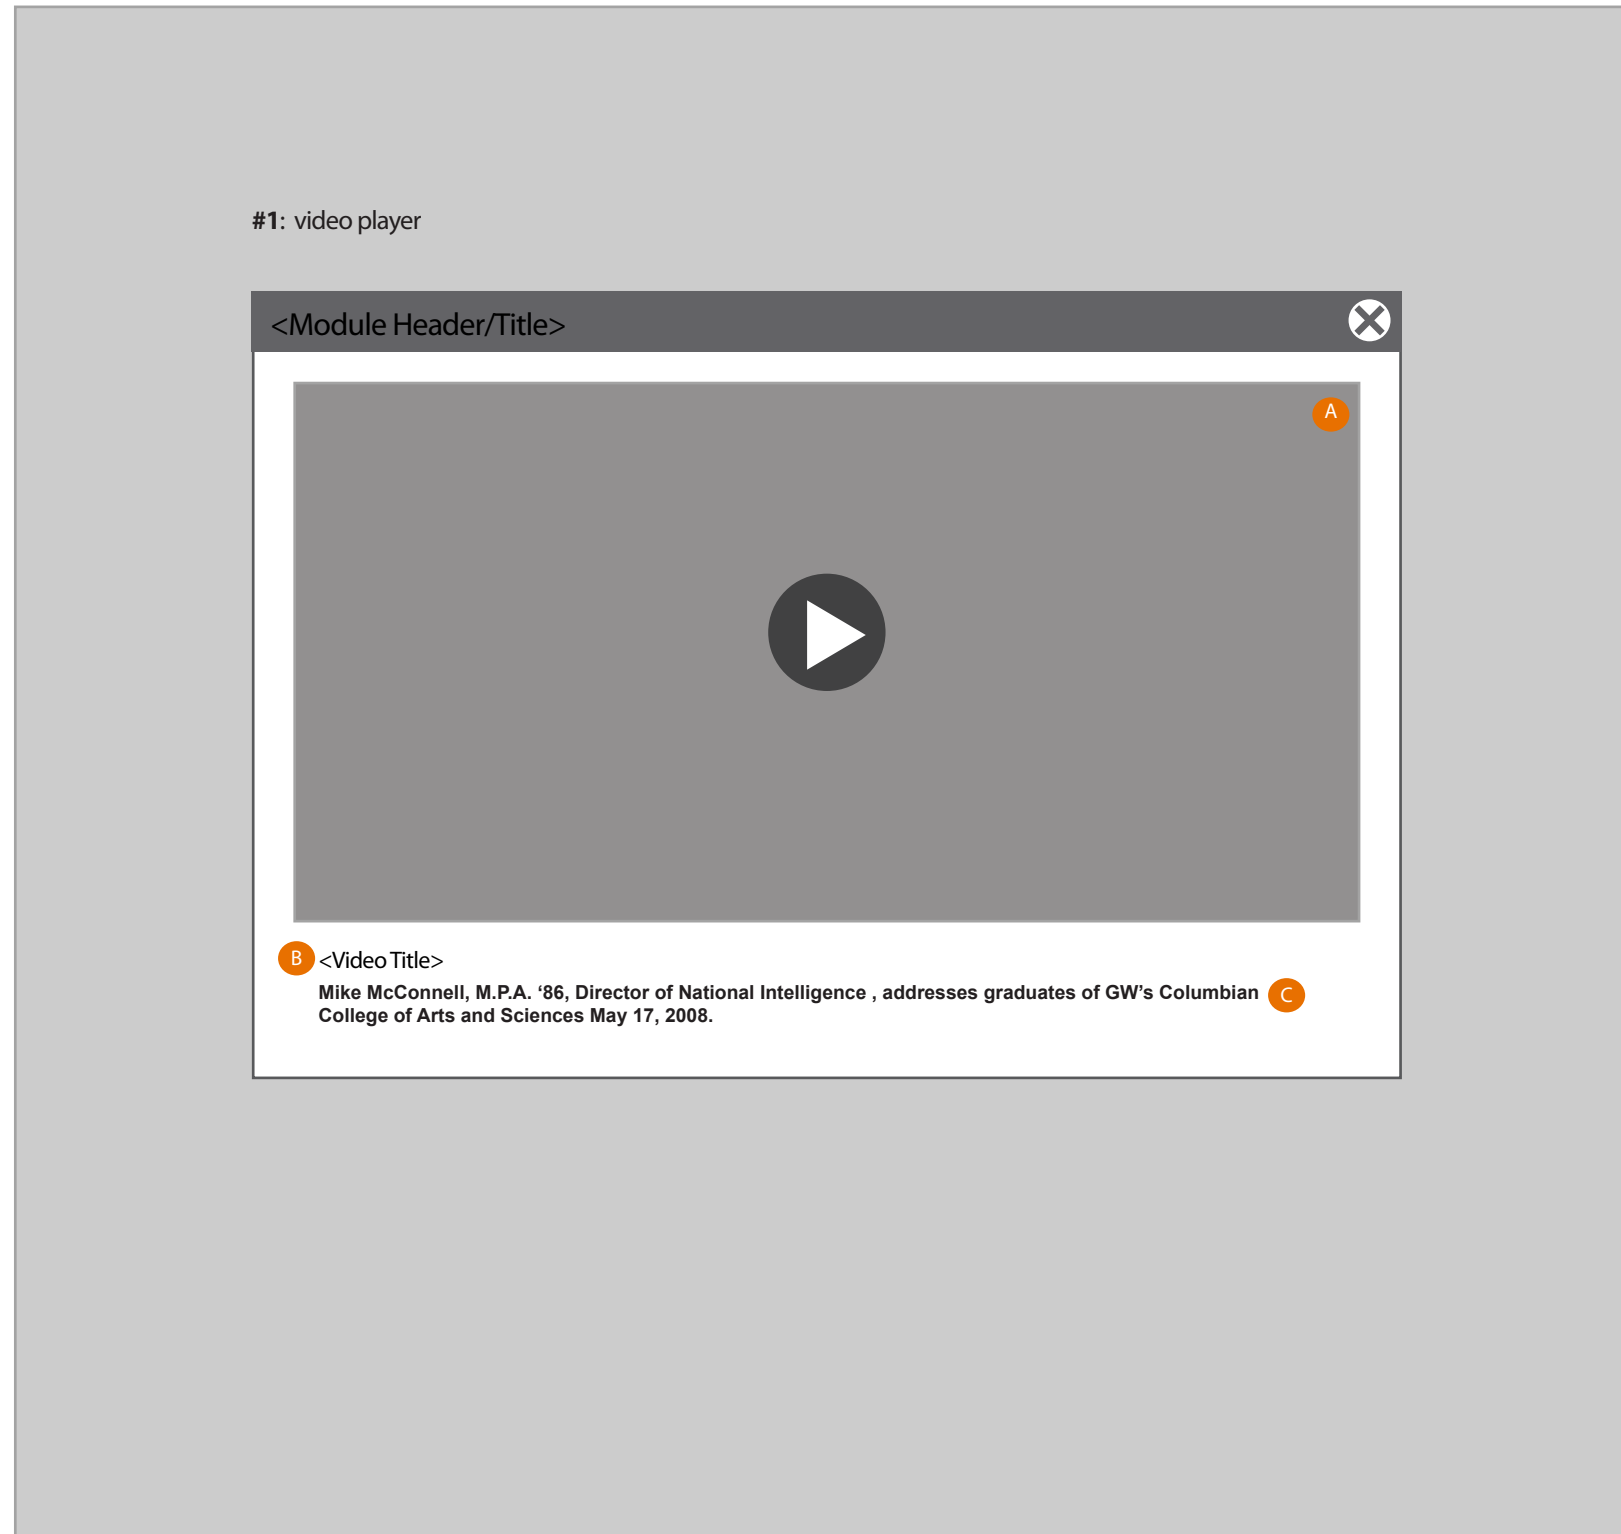 #1: video player
<Module Header/Title>
A
B <Video Title>
Mike McConnell, M.P.A. ‘86, Director of National Intelligence , addresses graduates of GW’s Columbian C
College of Arts and Sciences May 17, 2008.